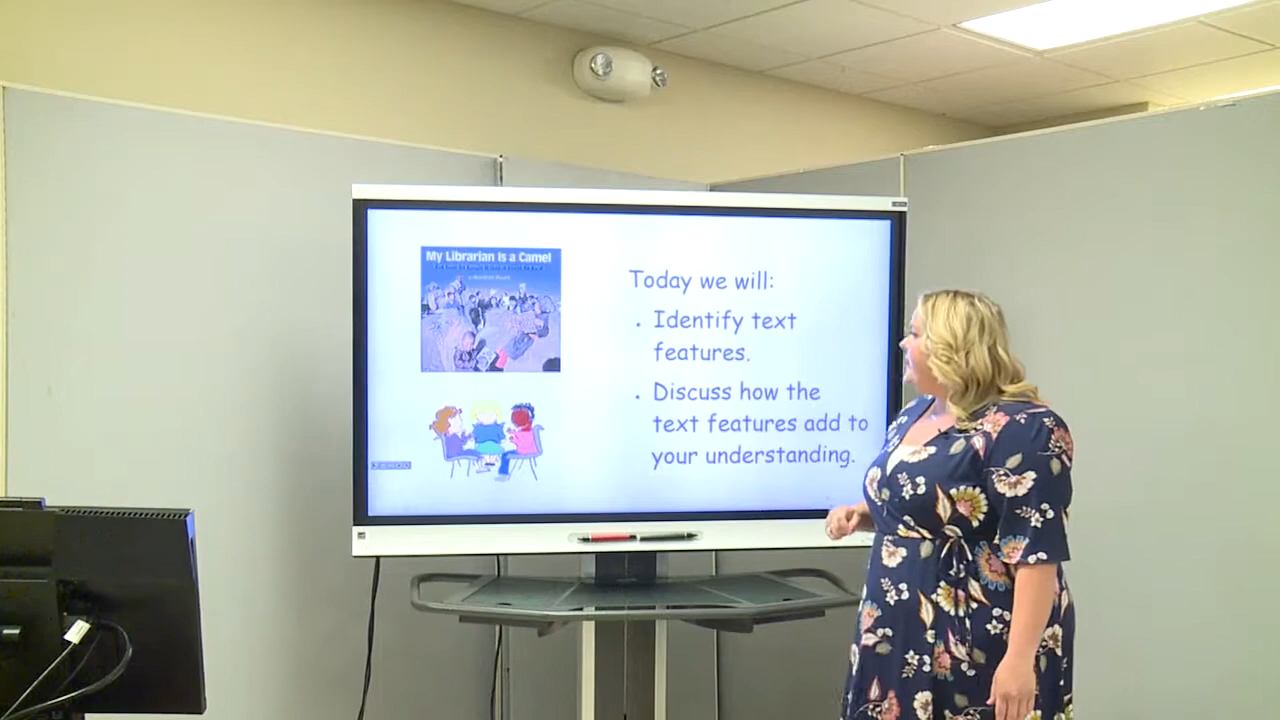 My Librarian Is a Camel
Today we will:
. Identify text
features.
. Discuss how the
text features add to
your understanding.